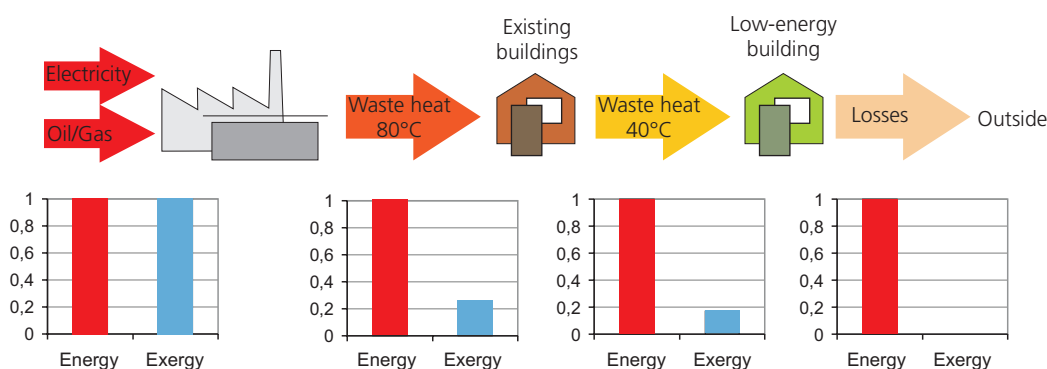 Existing
buildings
Low-energy
building
Electricity
Oil/Gas
Waste heat
80°C
Waste heat
40°C
Losses
Outside
1
0,8
0,6
0,4
0,2
0
Energy Exergy
1
0,8
0,6
0,4
0,2
0
Energy Exergy
1
0,8
0,6
0,4
0,2
0
Energy Exergy
1
0,8
0,6
0,4
0,2
0
Energy Exergy